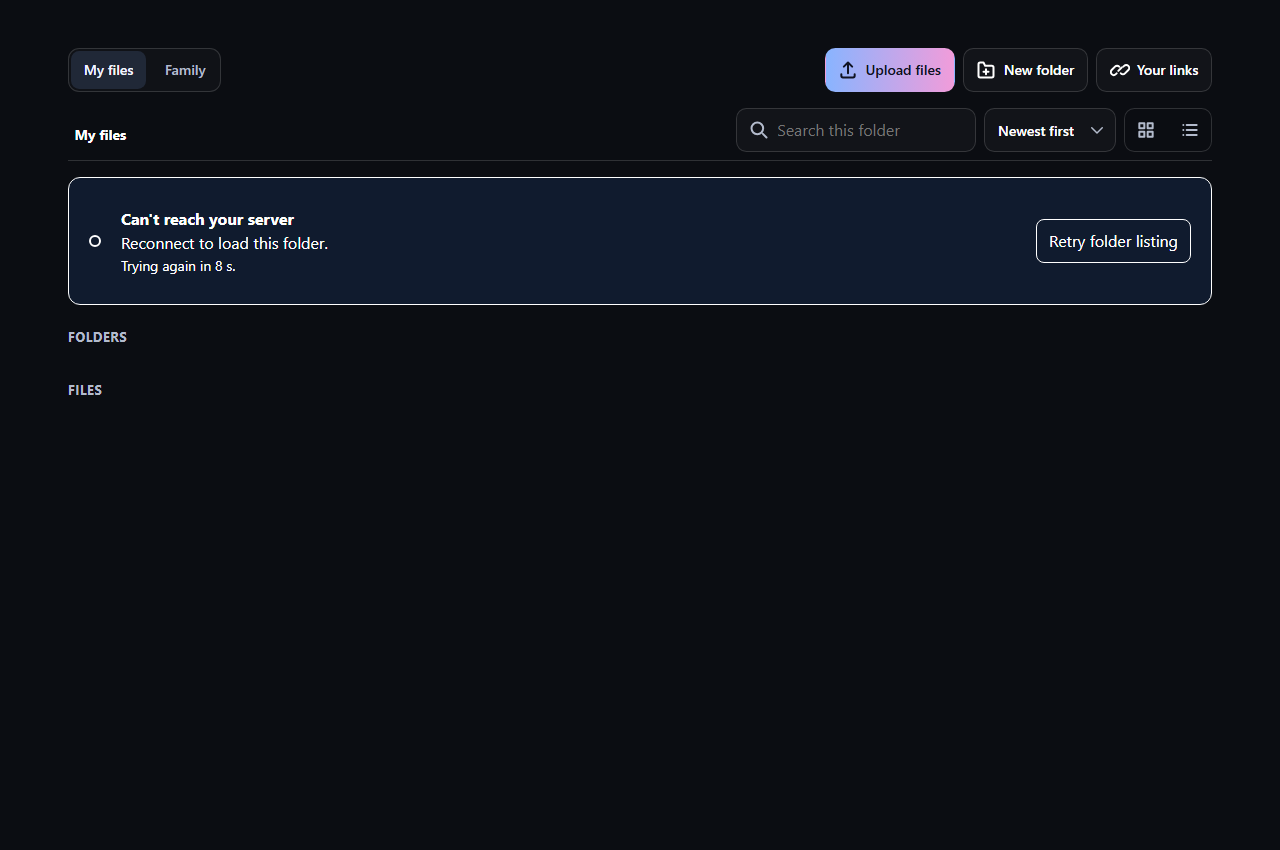 My files
Family
Upload files
New folder
Your links
My files
Search this folder
Newest first
Can't reach your server
Reconnect to load this folder.
Trying again in 8 s.
Retry folder listing
FOLDERS
FILES